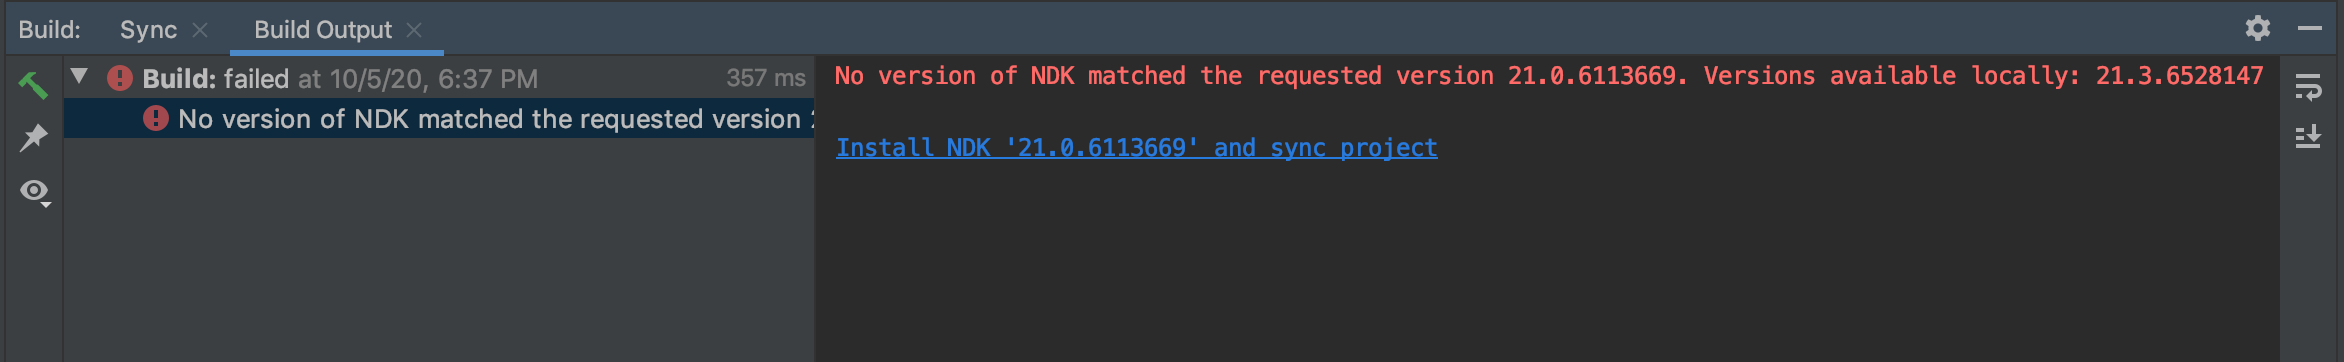 Build: Sync Build Output
Build: failed at 10/5/20, 6:37 PM 357 ms
No version of NDK matched the requested version
No version of NDK matched the requested version 21.0.6113669. Versions available locally: 21.3.6528147
Install NDK '21.0.6113669' and sync project